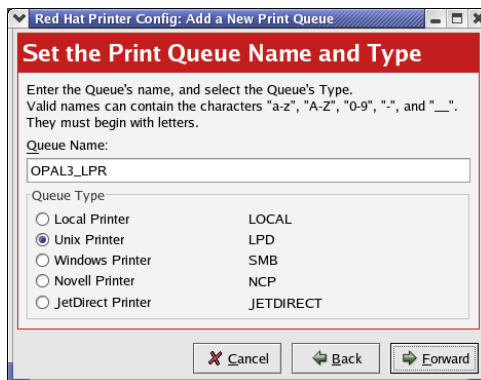 Red Hat Printer Config: Add a New Print Queue
Set the Print Queue Name and Type
Enter the Queue's name, and select the Queue's Type.
Valid names can contain the characters "a-z", "A-Z", "0-9", "-", and "__".
They must begin with letters.
Queue Name:
OPAL3_LPR
Queue Type
Local Printer LOCAL
Unix Printer LPD
Windows Printer SMB
Novell Printer NCP
JetDirect Printer JETDIRECT
Cancel Back Forward